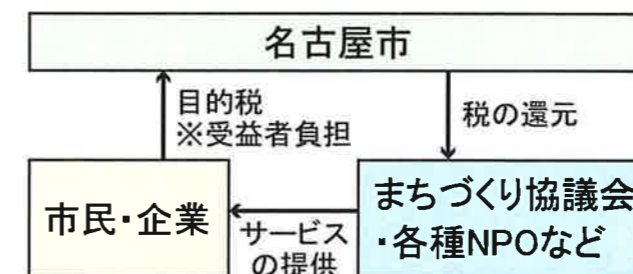 名古屋市
目的税
※受益者負担
税の還元
市民・企業
サービス
の提供
まちづくり協議会
・各種NPOなど